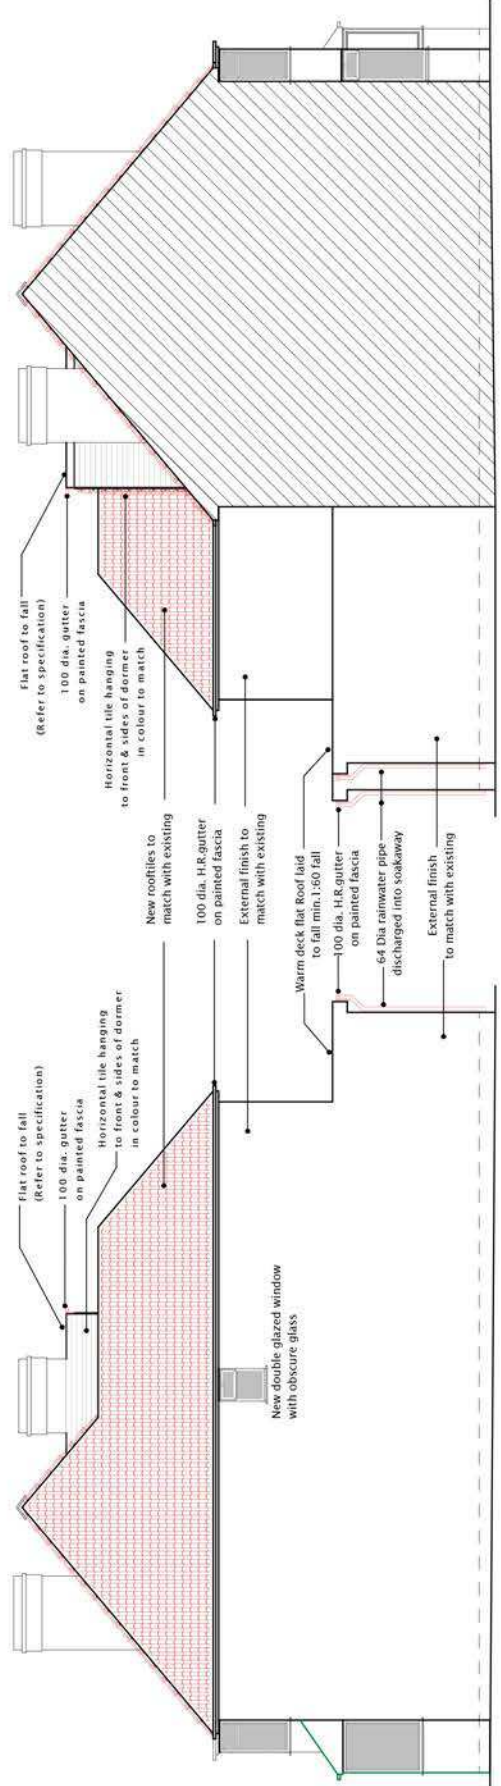 Flat roof to fall
(Refer to specification)
100 dia. gutter
on painted fascia
Horizontal tile hanging
to front & sides of dormer
in colour to match
New double glazed window
with obscure glass
Flat roof to fall
(Refer to specification)
100 dia. gutter
on painted fascia
Horizontal tile hanging
to front & sides of dormer
in colour to match
New rooftiles to
match with existing
100 dia. H.R.gutter
on painted fascia
External finish to
match with existing
Warm deck flat Roof laid
to fall min.1:60 fall
100 dia. H.R.gutter
on painted fascia
64 Dia rainwater pipe
discharged into soakaway
External finish
to match with existing